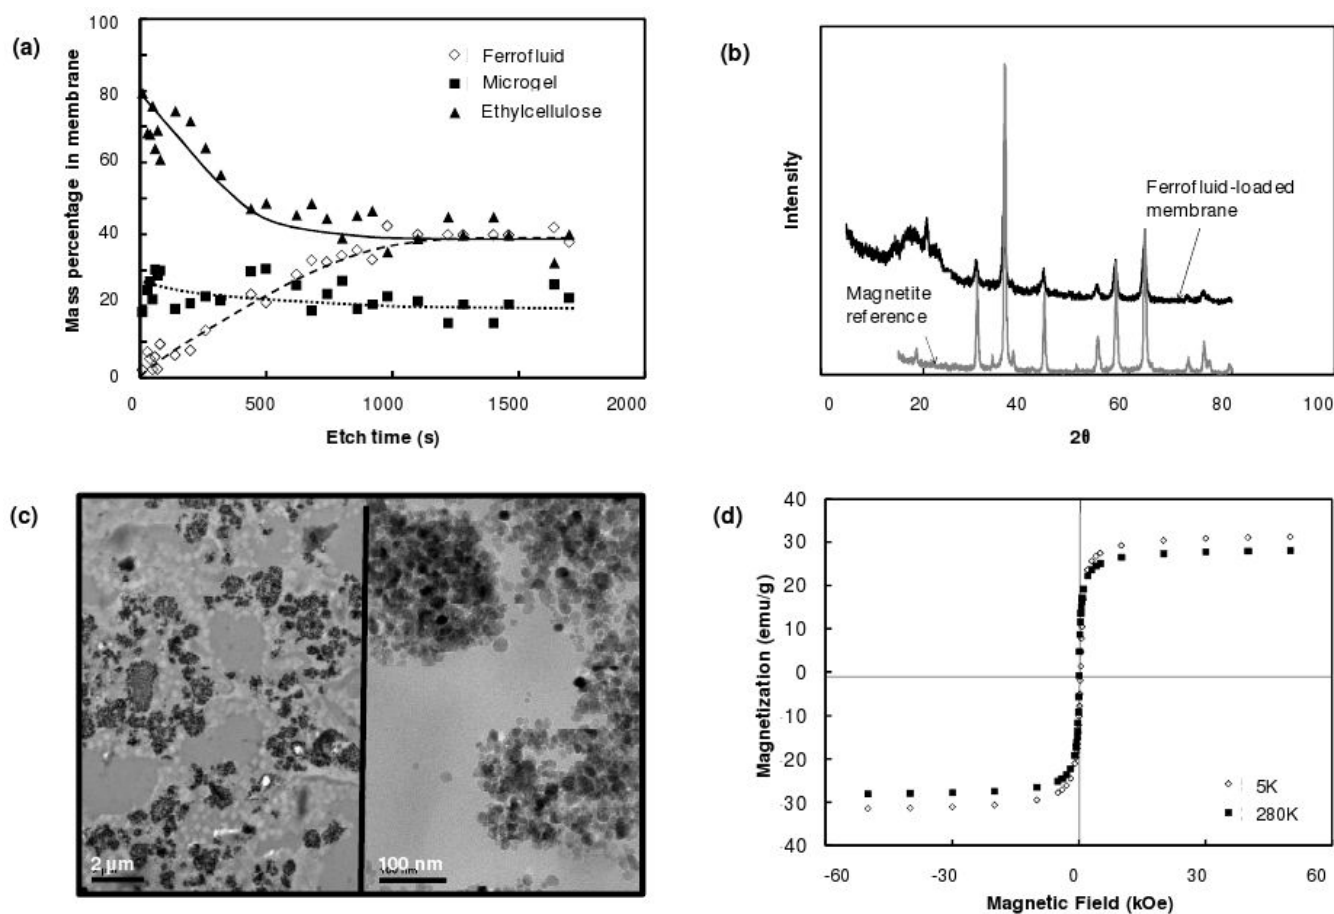 (a)
100
80
60
40
20
0
Mass percentage in membrane
Ferrofluid
Microgel
Ethylcellulose
0
500
1000
1500
2000
Etch time (s)
(b)
Intensity
Ferrofluid-loaded
membrane
Magnetite
reference
0
20
40
60
80
100
2θ
(c)
2 µm
100 nm
(d)
40
30
20
10
0
-10
-20
-30
-40
Magnetization (emu/g)
5K
280K
-60
-30
0
30
60
Magnetic Field (kOe)